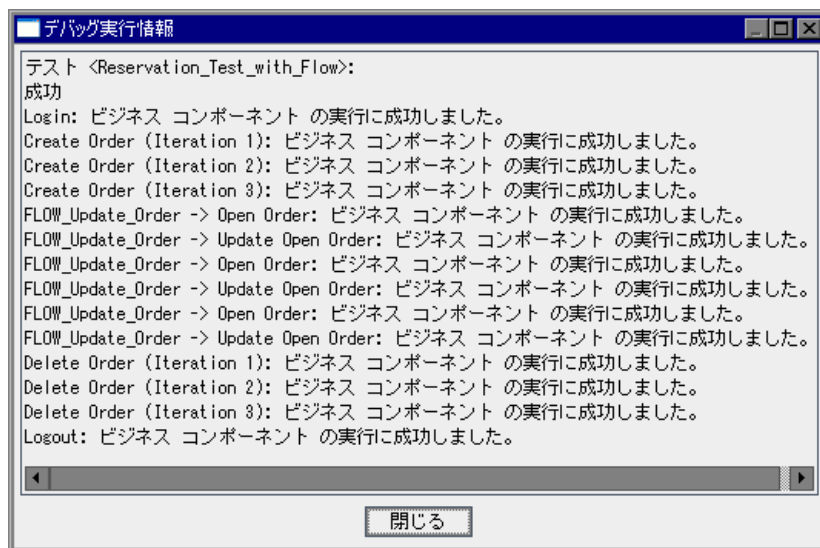 デバッグ実行情報
テスト <Reservation_Test_with_Flow>:
成功
Login: ビジネス コンポーネント の実行に成功しました。
Create Order (Iteration 1): ビジネス コンポーネント の実行に成功しました。
Create Order (Iteration 2): ビジネス コンポーネント の実行に成功しました。
Create Order (Iteration 3): ビジネス コンポーネント の実行に成功しました。
FLOW_Update_Order -> Open Order: ビジネス コンポーネント の実行に成功しました。
FLOW_Update_Order -> Update Open Order: ビジネス コンポーネント の実行に成功しました。
FLOW_Update_Order -> Open Order: ビジネス コンポーネント の実行に成功しました。
FLOW_Update_Order -> Update Open Order: ビジネス コンポーネント の実行に成功しました。
FLOW_Update_Order -> Open Order: ビジネス コンポーネント の実行に成功しました。
FLOW_Update_Order -> Update Open Order: ビジネス コンポーネント の実行に成功しました。
Delete Order (Iteration 1): ビジネス コンポーネント の実行に成功しました。
Delete Order (Iteration 2): ビジネス コンポーネント の実行に成功しました。
Delete Order (Iteration 3): ビジネス コンポーネント の実行に成功しました。
Logout: ビジネス コンポーネント の実行に成功しました。
閉じる